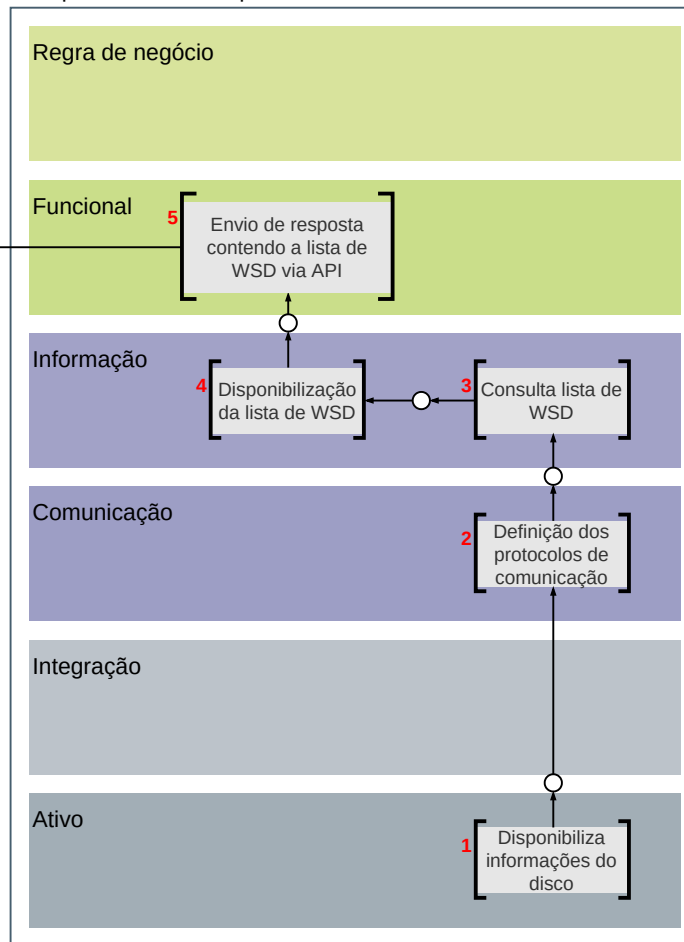 Regra de negócio
Funcional
5
Envio de resposta
contendo a lista de
WSD via API
Informação
4
Disponibilização
da lista de WSD
3
Consulta lista de
WSD
Comunicação
2
Definição dos
protocolos de
comunicação
Integração
Ativo
1
Disponibiliza
informações do
disco